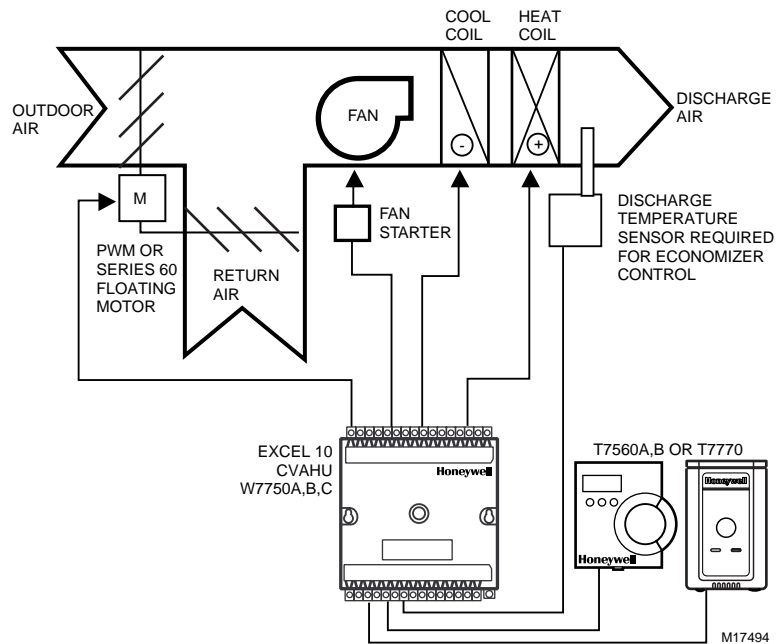 COOL
COIL
HEAT
COIL
OUTDOOR
AIR
FAN
DISCHARGE
AIR
-
+
M
FAN
STARTER
DISCHARGE
TEMPERATURE
SENSOR REQUIRED
FOR ECONOMIZER
CONTROL
PWM OR
SERIES 60
FLOATING
MOTOR
RETURN
AIR
EXCEL 10
CVAHU
W7750A,B,C
Honeywell
T7560A,B OR T7770
Honeywell
Honeywell
M17494